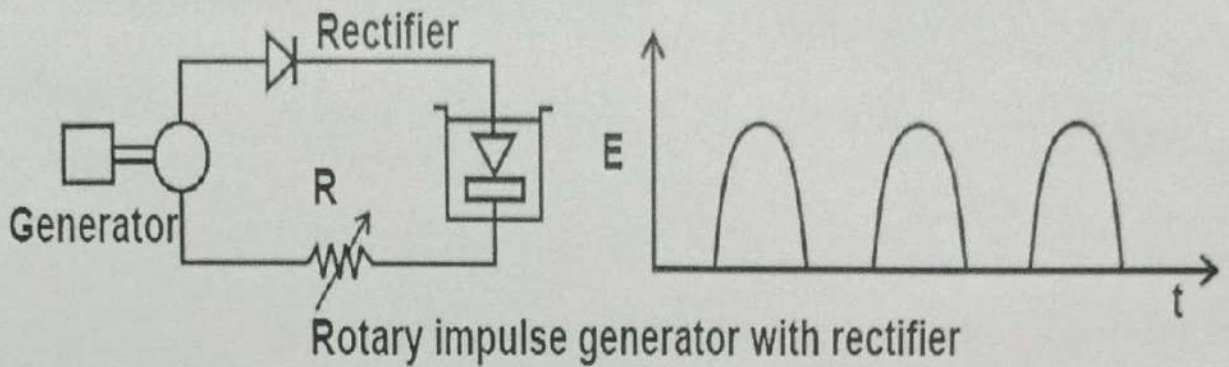 Rectifier
Generator
R
E
t
Rotary impulse generator with rectifier